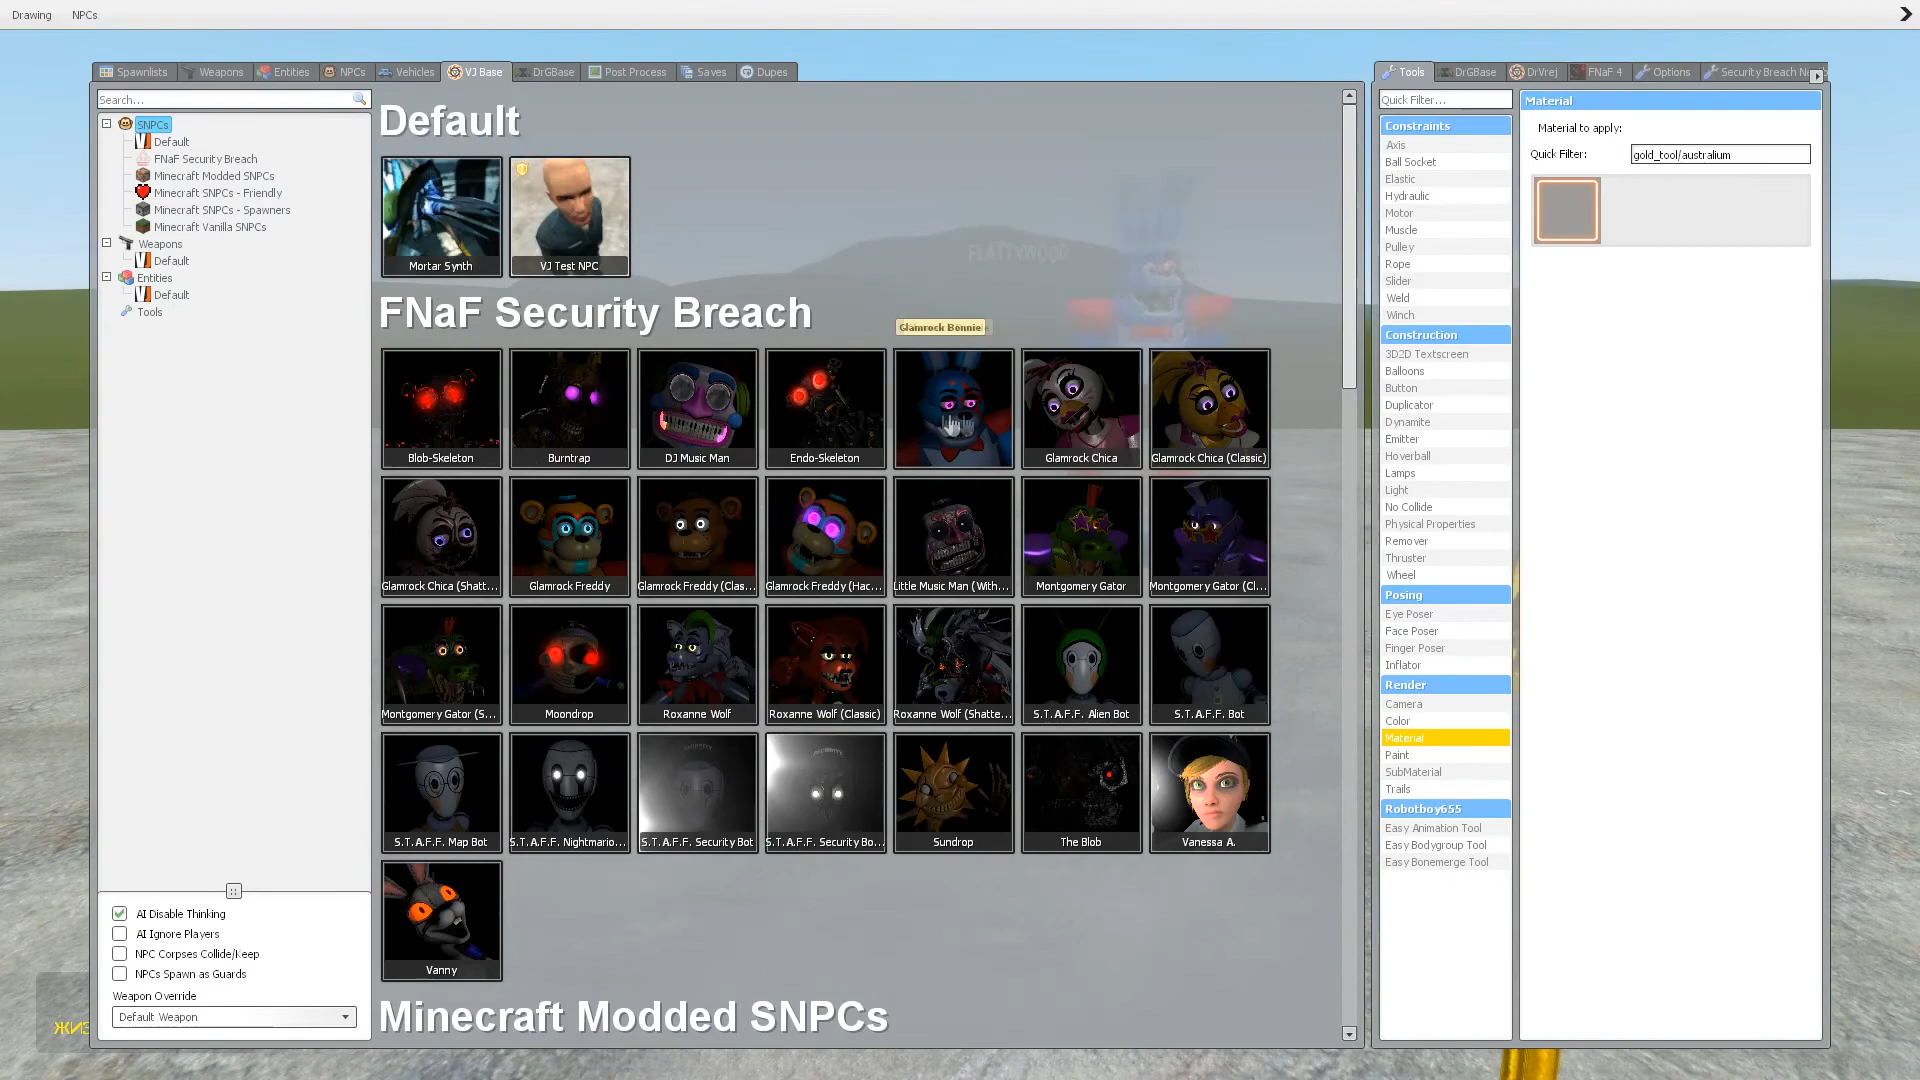 Drawing NPCs
Spawnlists Weapons Entities NPCs Vehicles VJ Base DrGBase Post Process Saves Dupes
Search...
SNPCs
Default
FNaF Security Breach
Minecraft Modded SNPCs
Minecraft SNPCs - Friendly
Minecraft SNPCs - Spawners
Minecraft Vanilla SNPCs
Weapons
Default
Entities
Default
Tools
AI Disable Thinking
AI Ignore Players
NPC Corpses Collide/Keep
NPCs Spawn as Guards
Weapon Override
Default Weapon
ЖИЗ
Default
Mortar Synth VJ Test NPC
FLATTYWOOD
FNaF Security Breach
Glamrock Bonnie
Blob-Skeleton Burntrap DJ Music Man Endo-Skeleton Glamrock Chica Glamrock Chica (Classic)
Glamrock Chica (Shatt... Glamrock Freddy Glamrock Freddy (Clas... Glamrock Freddy (Hac... Little Music Man (With... Montgomery Gator Montgomery Gator (Cl...
Montgomery Gator (S... Moondrop Roxanne Wolf Roxanne Wolf (Classic) Roxanne Wolf (Shatte... S.T.A.F.F. Alien Bot S.T.A.F.F. Bot
S.T.A.F.F. Map Bot S.T.A.F.F. Nightmario... S.T.A.F.F. Security Bot S.T.A.F.F. Security Bo... Sundrop The Blob Vanessa A.
Vanny
Minecraft Modded SNPCs
Tools DrGBase DrVrej FNaF 4 Options Security Breach
Quick Filter...
Constraints
Axis
Ball Socket
Elastic
Hydraulic
Motor
Muscle
Pulley
Rope
Slider
Weld
Winch
Construction
3D2D Textscreen
Balloons
Button
Duplicator
Dynamite
Emitter
Hoverball
Lamps
Light
No Collide
Physical Properties
Remover
Thruster
Wheel
Posing
Eye Poser
Face Poser
Finger Poser
Inflator
Render
Camera
Color
Material
Paint
SubMaterial
Trails
Robotboy655
Easy Animation Tool
Easy Bodygroup Tool
Easy Bonemerge Tool
Material
Material to apply:
Quick Filter: gold_tool/australium